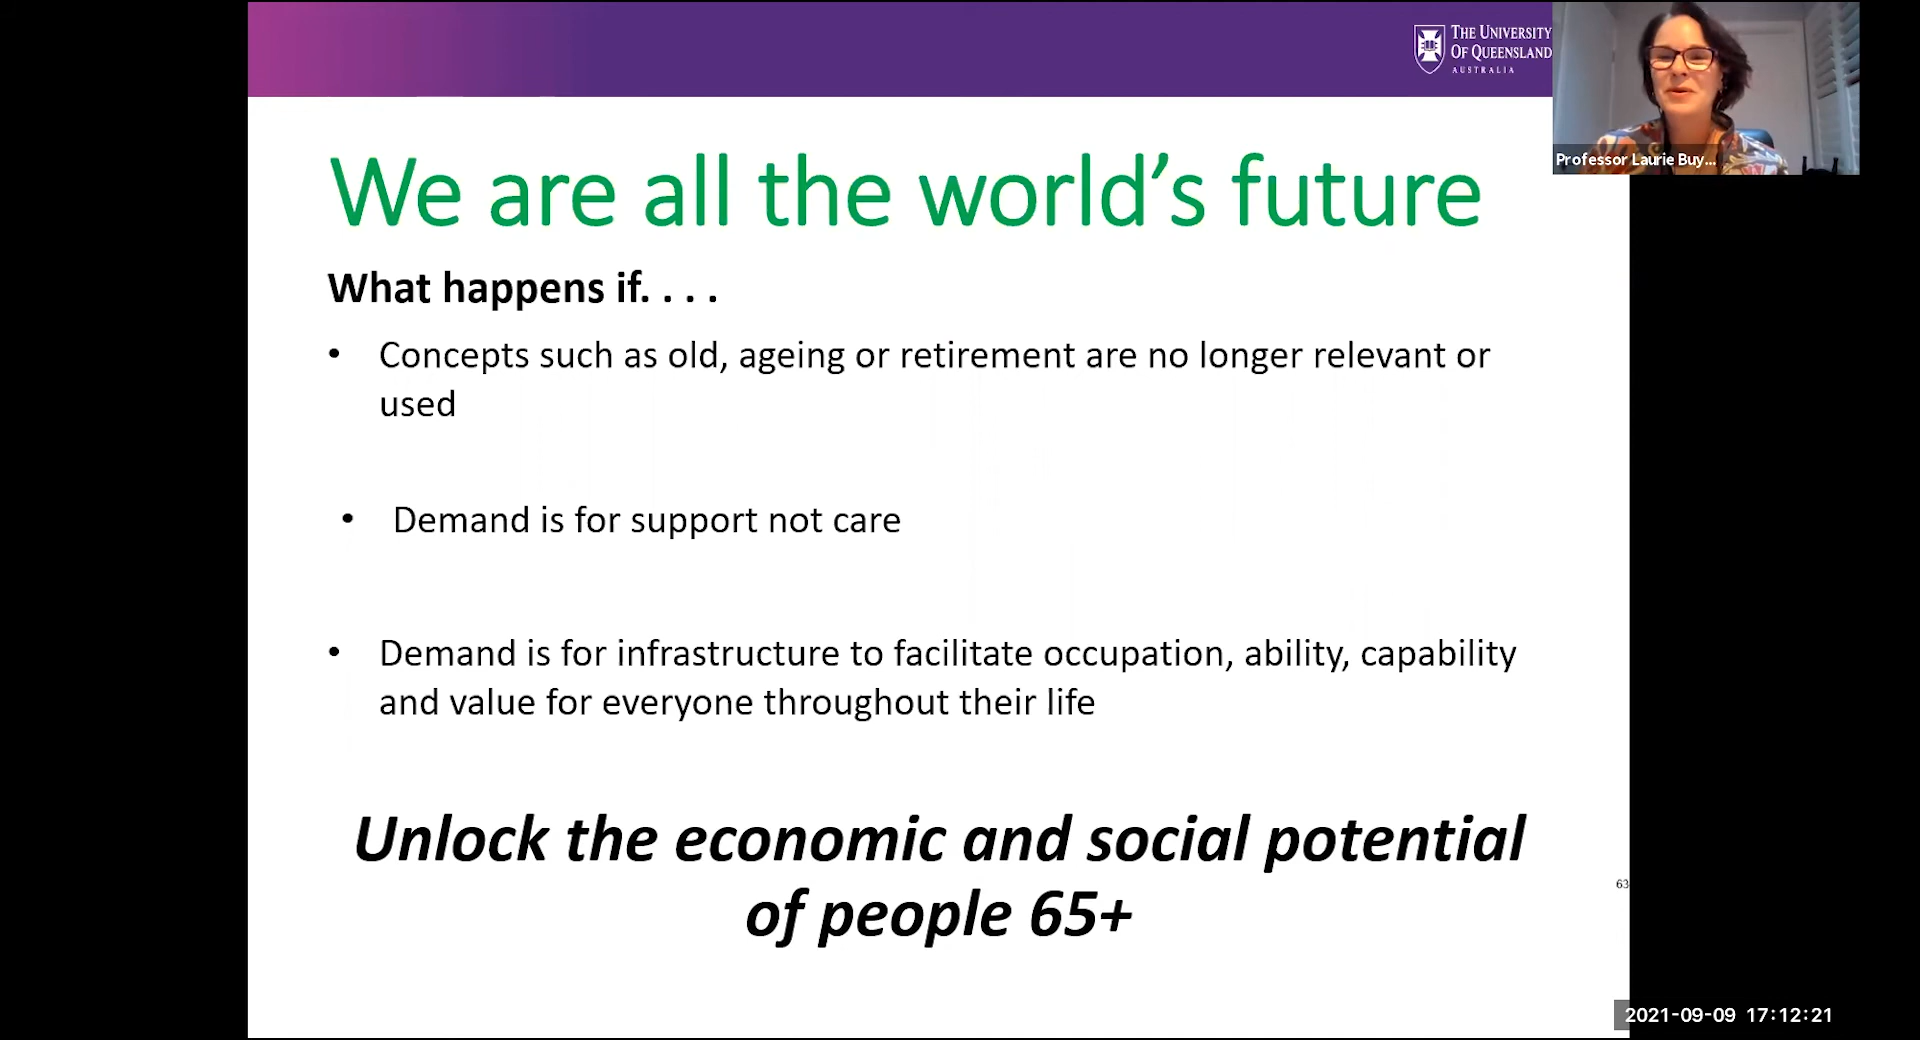 THE UNIVERSITY
OF QUEENSLAND
AUSTRALIA
Professor Laurie Buy...
We are all the world’s future
What happens if. . . .
• Concepts such as old, ageing or retirement are no longer relevant or
used
• Demand is for support not care
• Demand is for infrastructure to facilitate occupation, ability, capability
and value for everyone throughout their life
Unlock the economic and social potential
of people 65+
63
2021-09-09 17:12:21